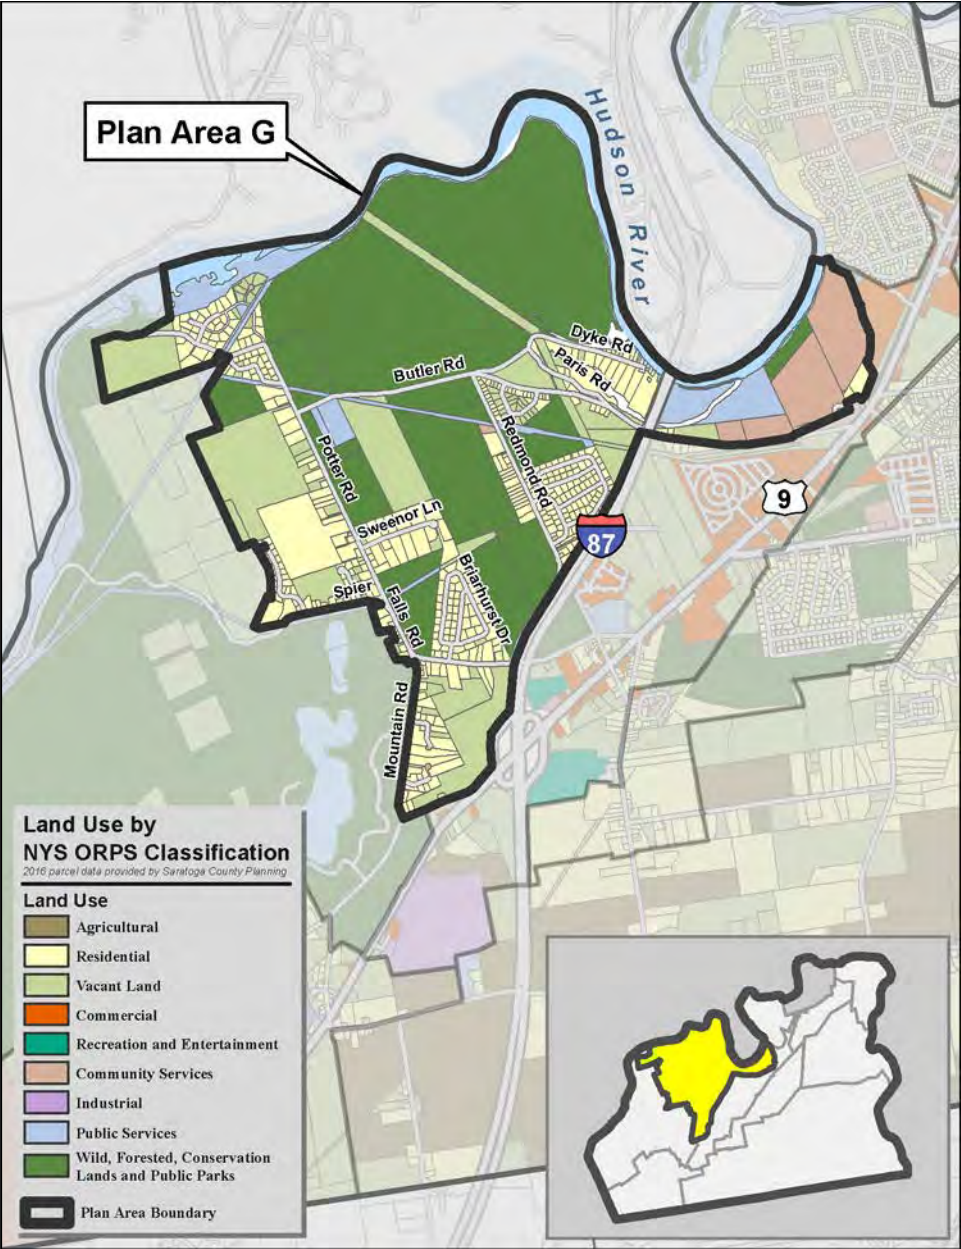 Plan Area G
Hudson River
Dyke Rd
Paris Rd
Butler Rd
Redmond Rd
Potter Rd
9
Sweenor Ln
87
Spier
Falls Rd
Briarhurst Dr
Mountain Rd
Land Use by
NYS ORPS Classification
2016 parcel data provided by Saratoga County Planning
Land Use
Agricultural
Residential
Vacant Land
Commercial
Recreation and Entertainment
Community Services
Industrial
Public Services
Wild, Forested, Conservation
Lands and Public Parks
Plan Area Boundary